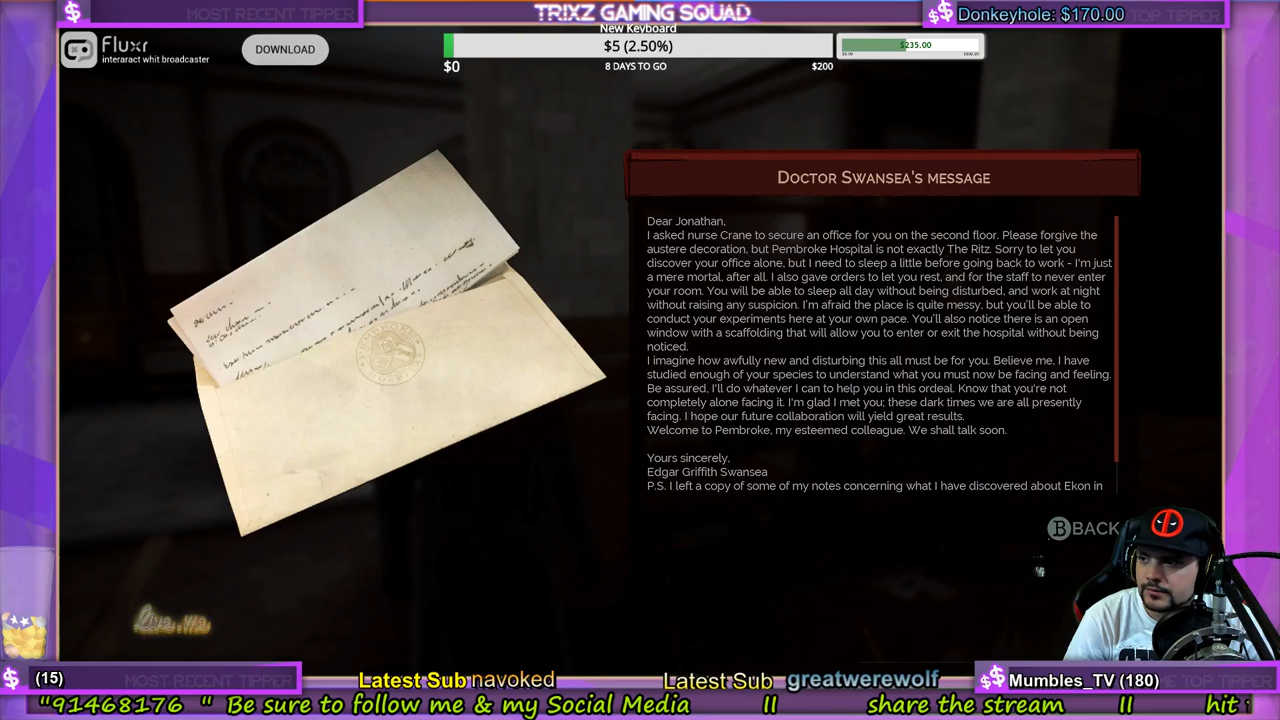 MOST RECENT TIPPER
TRIXZ GAMING SQUAD
Donkeyhole: $170.00
TOP TIPPER
Fluxr
interaract whit broadcaster
DOWNLOAD
New Keyboard
$5 (2.50%)
$0
8 DAYS TO GO
$200
$235.00
DOCTOR SWANSEA'S MESSAGE
Dear Jonathan,
I asked nurse Crane to secure an office for you on the second floor. Please forgive the
austere decoration, but Pembroke Hospital is not exactly The Ritz. Sorry to let you
discover your office alone, but I need to sleep a little before going back to work - I'm just
a mere mortal, after all. I also gave orders to let you rest, and for the staff to never enter
your room. You will be able to sleep all day without being disturbed, and work at night
without raising any suspicion. I'm afraid the place is quite messy, but you'll be able to
conduct your experiments here at your own pace. You'll also notice there is an open
window with a scaffolding that will allow you to enter or exit the hospital without being
noticed.
I imagine how awfully new and disturbing this all must be for you. Believe me, I have
studied enough of your species to understand what you must now be facing and feeling.
Be assured, I'll do whatever I can to help you in this ordeal. Know that you're not
completely alone facing it. I'm glad I met you; these dark times we are all presently
facing. I hope our future collaboration will yield great results.
Welcome to Pembroke, my esteemed colleague. We shall talk soon.
Yours sincerely,
Edgar Griffith Swansea
P.S. I left a copy of some of my notes concerning what I have discovered about Ekon in
B BACK
Live.me
(15)
MOST RECENT TIPPER
Latest Sub navoked
Latest Sub greatwerewolf
Mumbles_TV (180)
TIME TOP TIPPER
"91468176 " Be sure to follow me & my Social Media || share the stream || hit